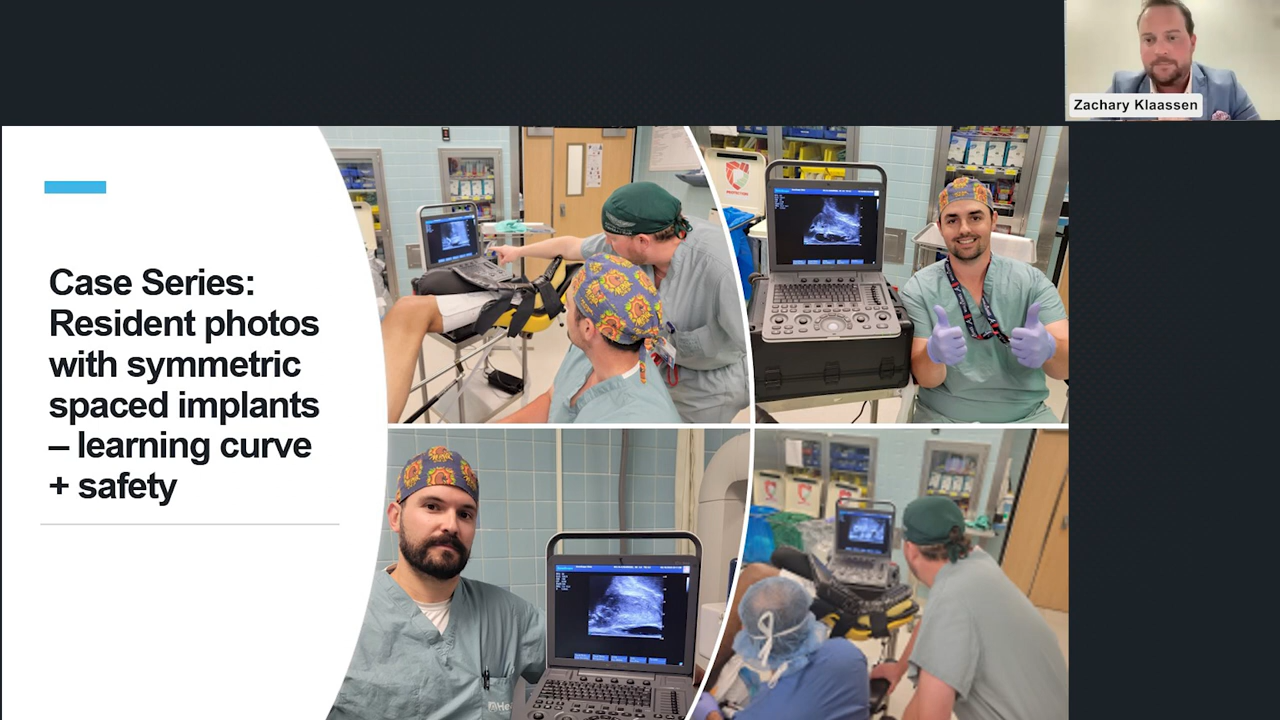 Zachary Klaassen
Case Series:
Resident photos
with symmetric
spaced implants
– learning curve
+ safety